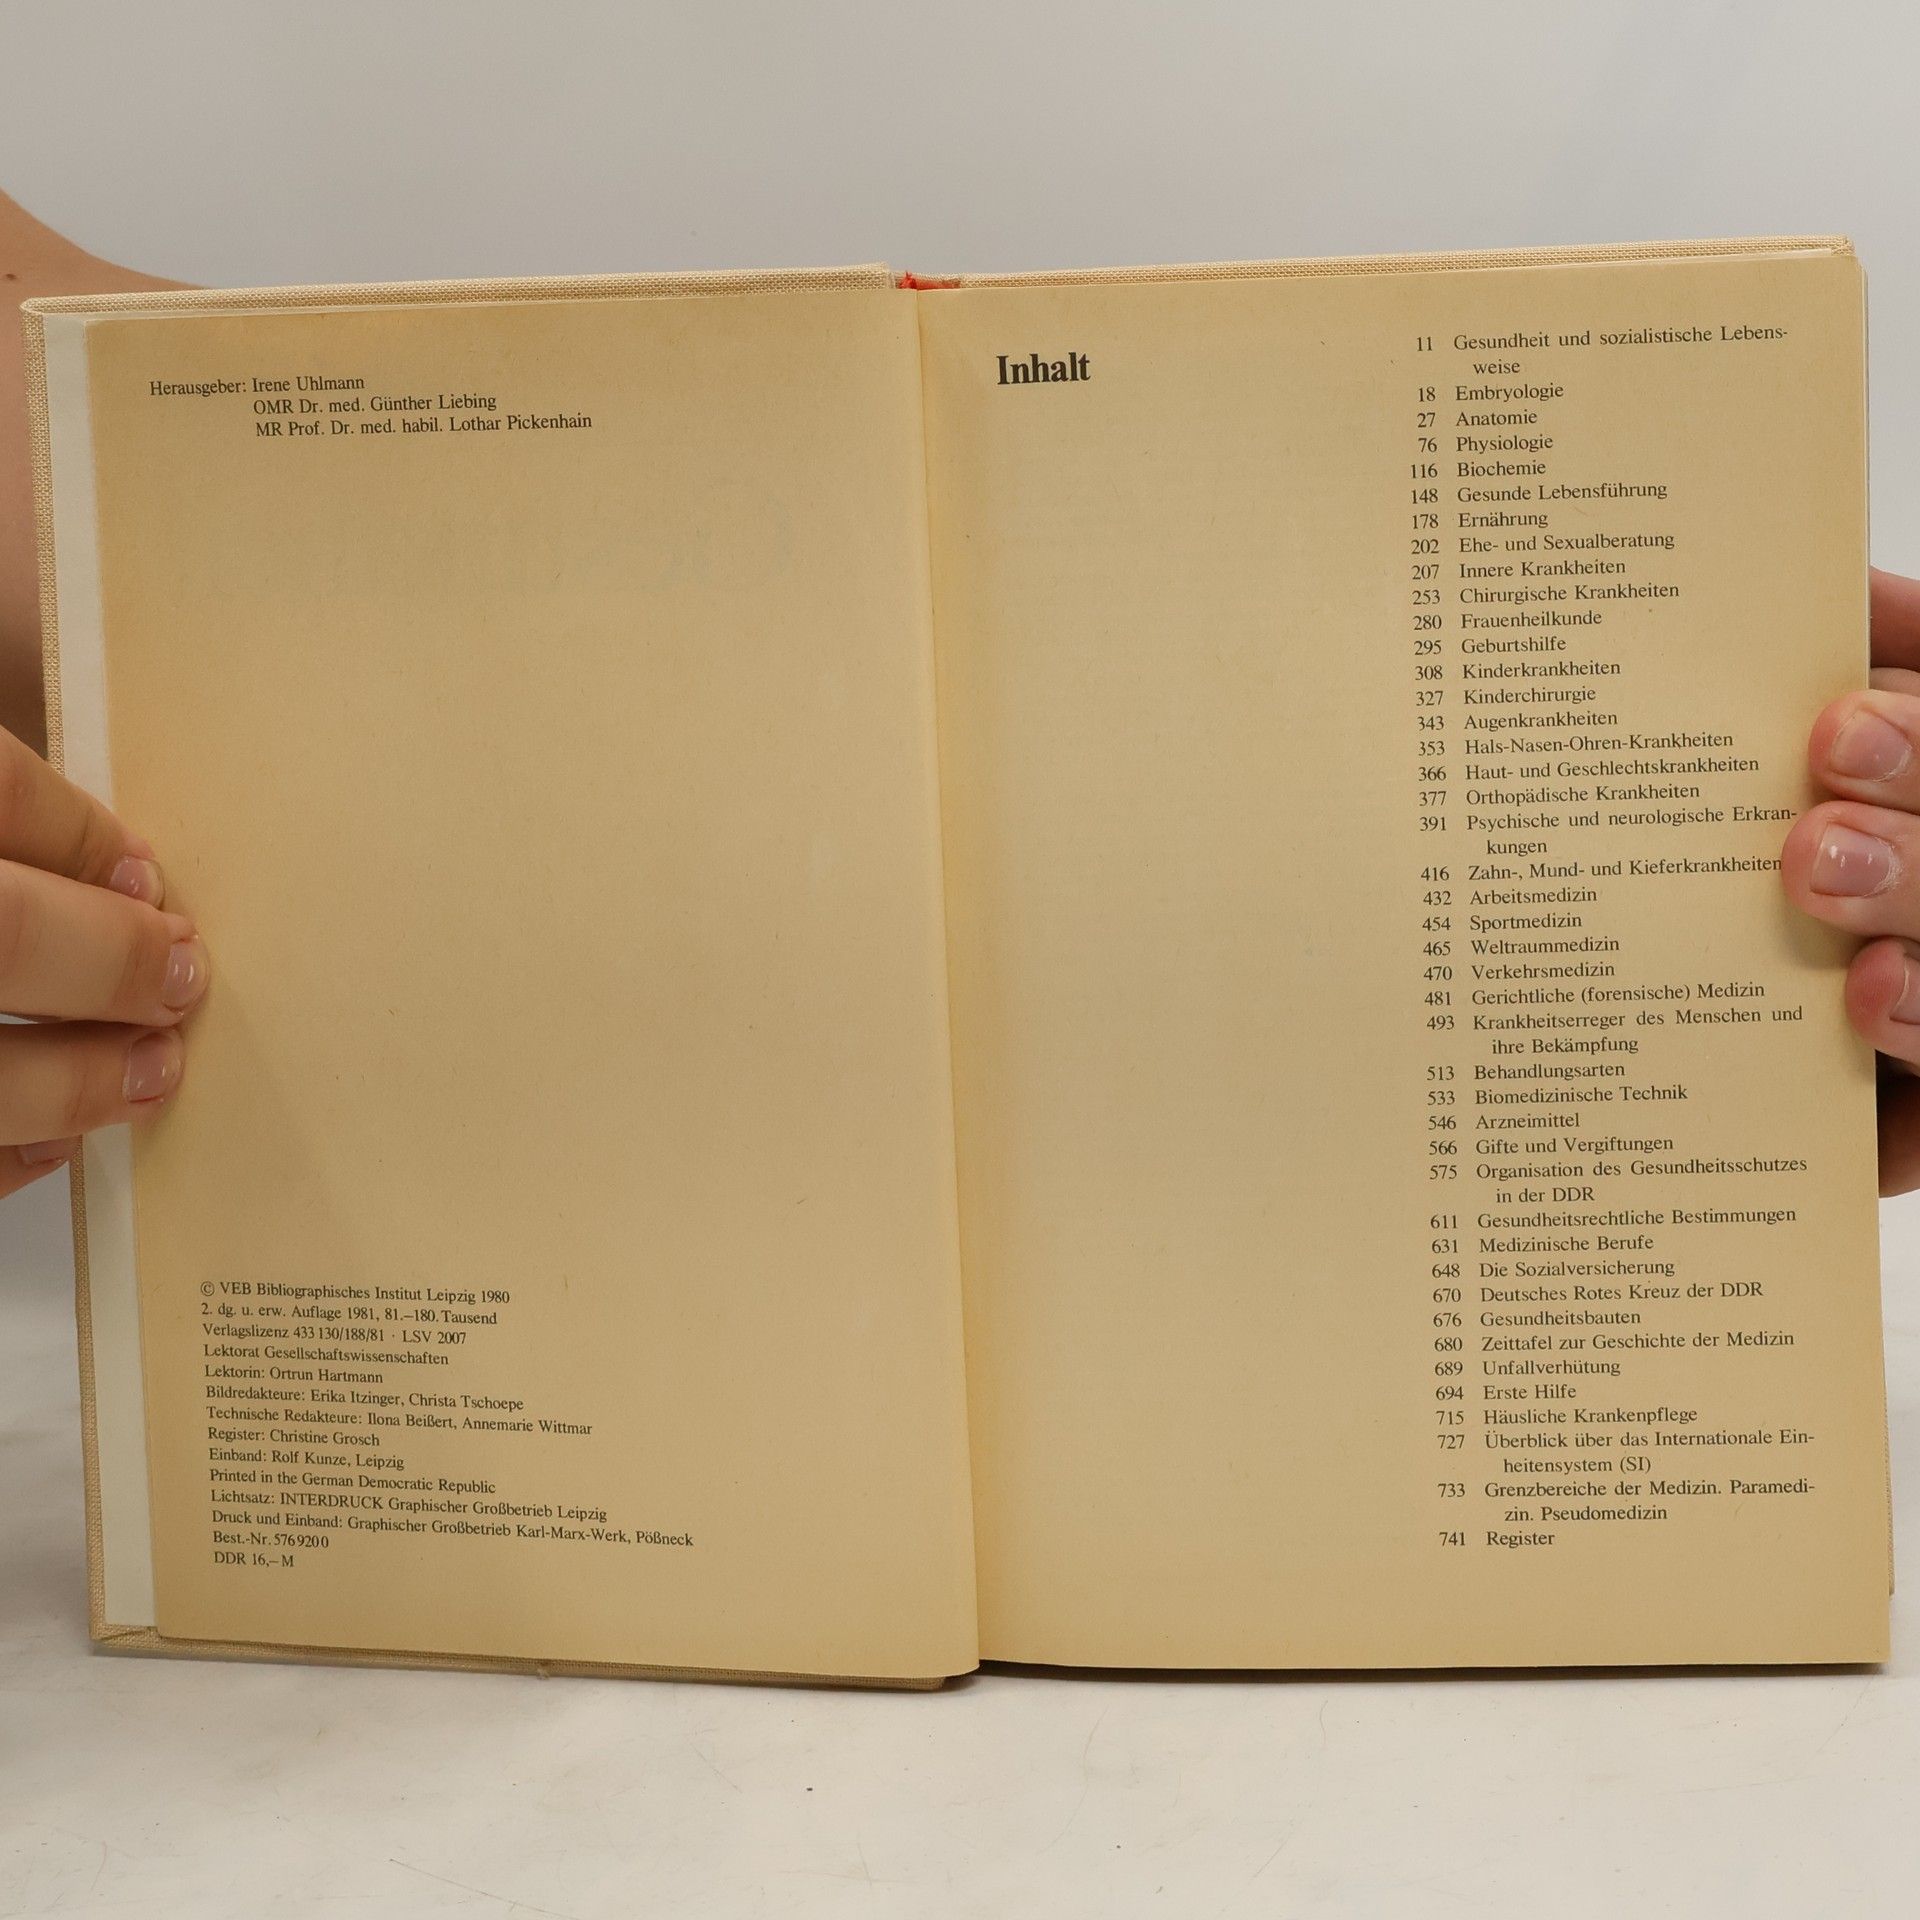 Herausgeber: Irene Uhlmann
OMR Dr. med. Günther Liebing
MR Prof. Dr. med. habil. Lothar Pickenhain
© VEB Bibliographisches Institut Leipzig 1980
2. dg. u. erw. Auflage 1981, 81.–180. Tausend
Verlagslizenz 433 130/188/81 · LSV 2007
Lektorat Gesellschaftswissenschaften
Lektorin: Ortrun Hartmann
Bildredakteure: Erika Itzinger, Christa Tschoepe
Technische Redakteure: Ilona Beißert, Annemarie Wittmar
Register: Christine Grosch
Einband: Rolf Kunze, Leipzig
Printed in the German Democratic Republic
Lichtsatz: INTERDRUCK Graphischer Großbetrieb Leipzig
Druck und Einband: Graphischer Großbetrieb Karl-Marx-Werk, Pößneck
Best.-Nr. 576 920 0
DDR 16,– M
Inhalt
11 Gesundheit und sozialistische Lebens-
weise
18 Embryologie
27 Anatomie
76 Physiologie
116 Biochemie
148 Gesunde Lebensführung
178 Ernährung
202 Ehe- und Sexualberatung
207 Innere Krankheiten
253 Chirurgische Krankheiten
280 Frauenheilkunde
295 Geburtshilfe
308 Kinderkrankheiten
327 Kinderchirurgie
343 Augenkrankheiten
353 Hals-Nasen-Ohren-Krankheiten
366 Haut- und Geschlechtskrankheiten
377 Orthopädische Krankheiten
391 Psychische und neurologische Erkran-
kungen
416 Zahn-, Mund- und Kieferkrankheiten
432 Arbeitsmedizin
454 Sportmedizin
465 Weltraummedizin
470 Verkehrsmedizin
481 Gerichtliche (forensische) Medizin
493 Krankheitserreger des Menschen und
ihre Bekämpfung
513 Behandlungsarten
533 Biomedizinische Technik
546 Arzneimittel
566 Gifte und Vergiftungen
575 Organisation des Gesundheitsschutzes
in der DDR
611 Gesundheitsrechtliche Bestimmungen
631 Medizinische Berufe
648 Die Sozialversicherung
670 Deutsches Rotes Kreuz der DDR
676 Gesundheitsbauten
680 Zeittafel zur Geschichte der Medizin
689 Unfallverhütung
694 Erste Hilfe
715 Häusliche Krankenpflege
727 Überblick über das Internationale Ein-
heitensystem (SI)
733 Grenzbereiche der Medizin. Paramedi-
zin. Pseudomedizin
741 Register